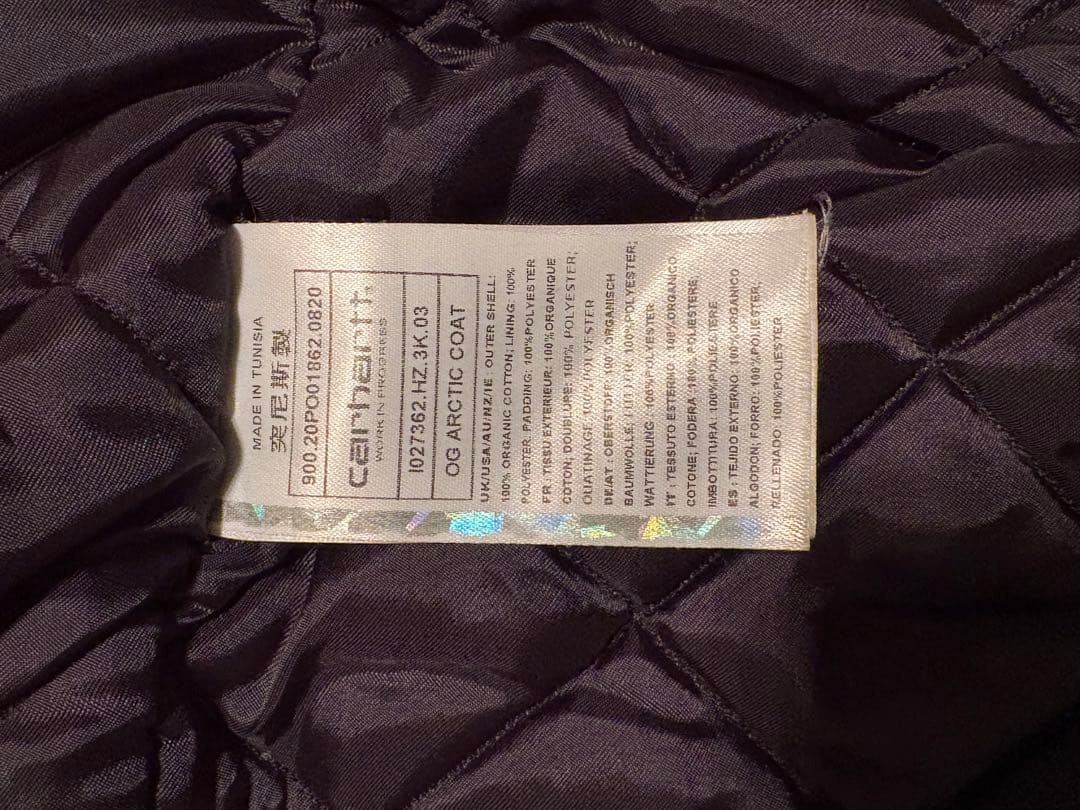 MADE IN TUNISIA
突尼斯製
900.20PO01862.0820
carhartt.
WORK IN PROGRESS
I027362.HZ.3K.03
OG ARCTIC COAT
UK/USA/AU/NZ/IE : OUTER SHELL:
100% ORGANIC COTTON; LINING: 100%
POLYESTER; PADDING: 100%POLYESTER
FR : TISSU EXTERIEUR: 100%ORGANIQUE
COTON; DOUBLURE: 100% POLYESTER;
QUATINAGE 100%POLYESTER
DE/AT : OBERSTOFF: 100% ORGANISCH
BAUMWOLLE; FUTTER: 100%POLYESTER;
WATTIERUNG: 100%POLYESTER
IT : TESSUTO ESTERNO: 100%ORGANICO
COTONE; FODERA 100% POLIESTERE;
IMBOTTITURA: 100%POLIESTERE
ES : TEJIDO EXTERNO: 100%ORGÁNICO
ALGODON; FORRO: 100%POLIESTER;
RELLENADO: 100%POLIESTER